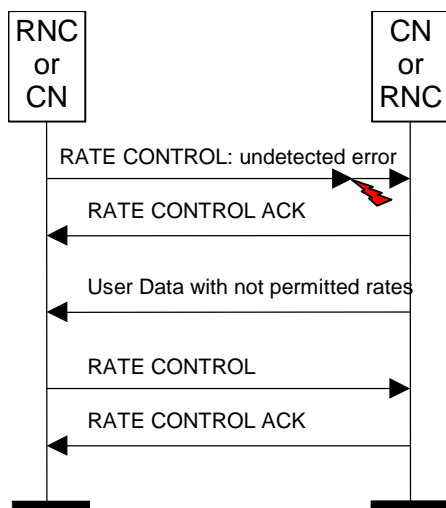 RNC
or
CN
CN
or
RNC
RATE CONTROL: undetected error
RATE CONTROL ACK
User Data with not permitted rates
RATE CONTROL
RATE CONTROL ACK